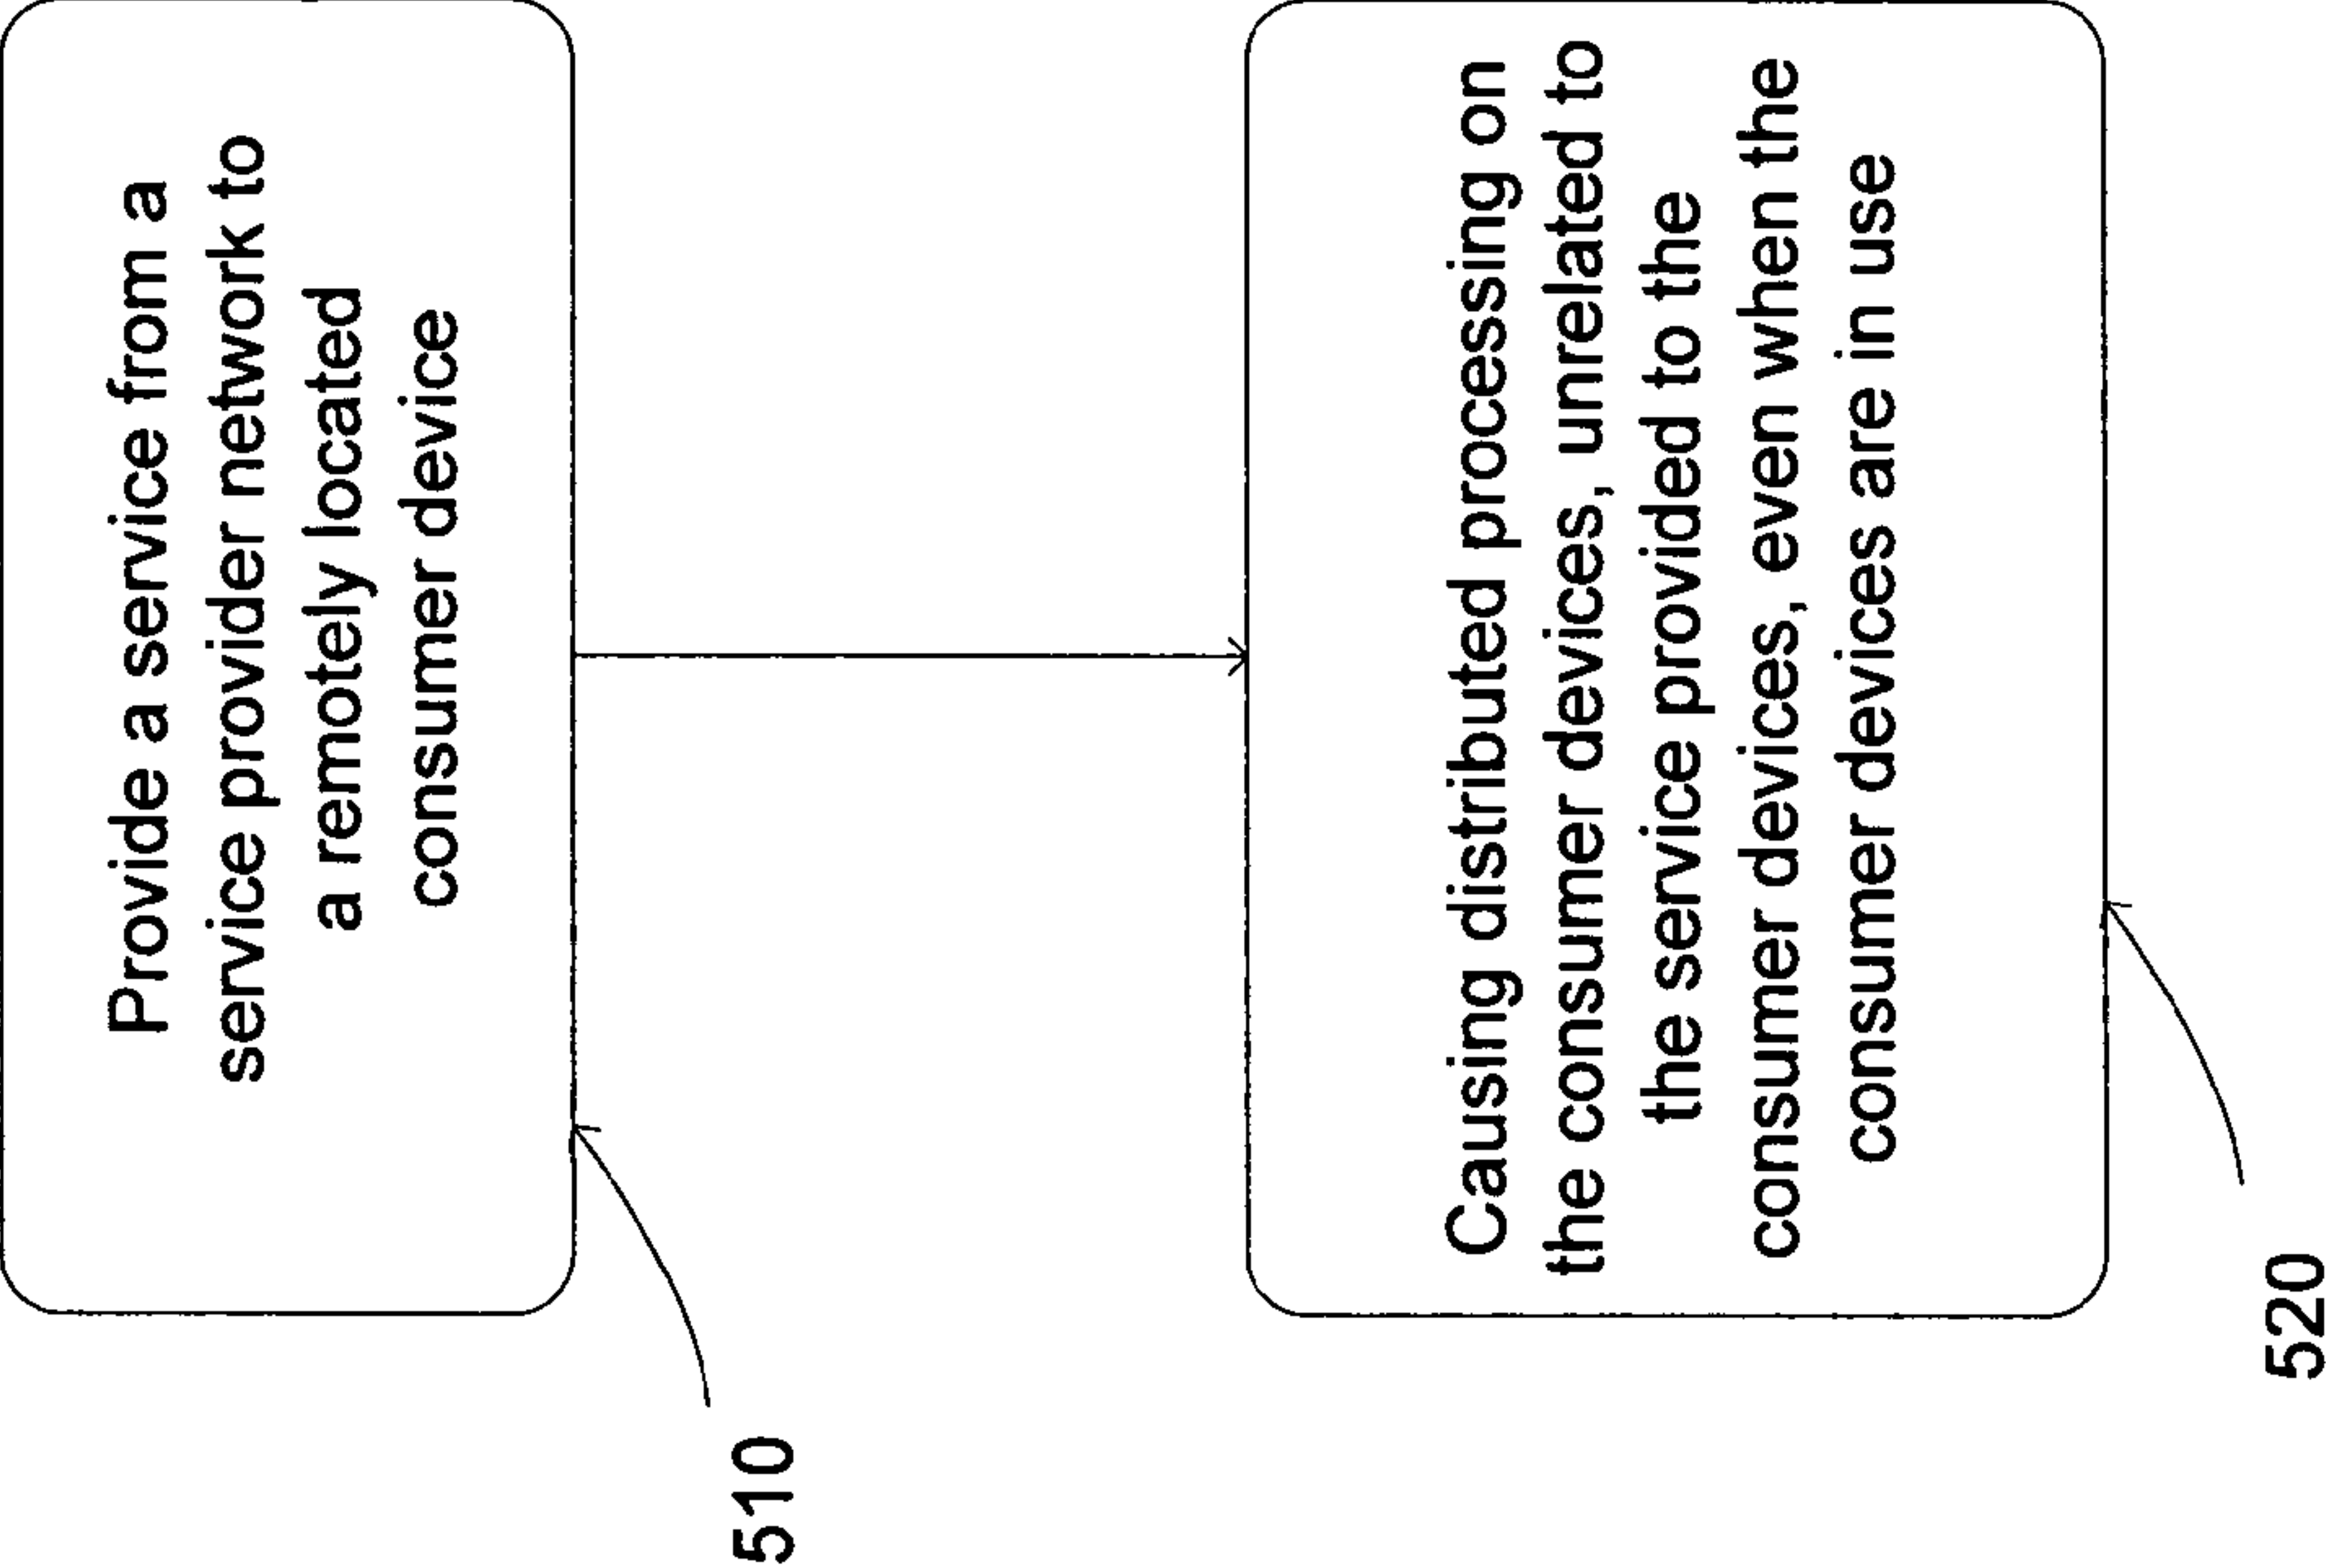 Provide a service from a
service provider network to
a remotely located
consumer device
510
Causing distributed processing on
the consumer devices, unrelated to
the service provided to the
consumer devices, even when the
consumer devices are in use
520